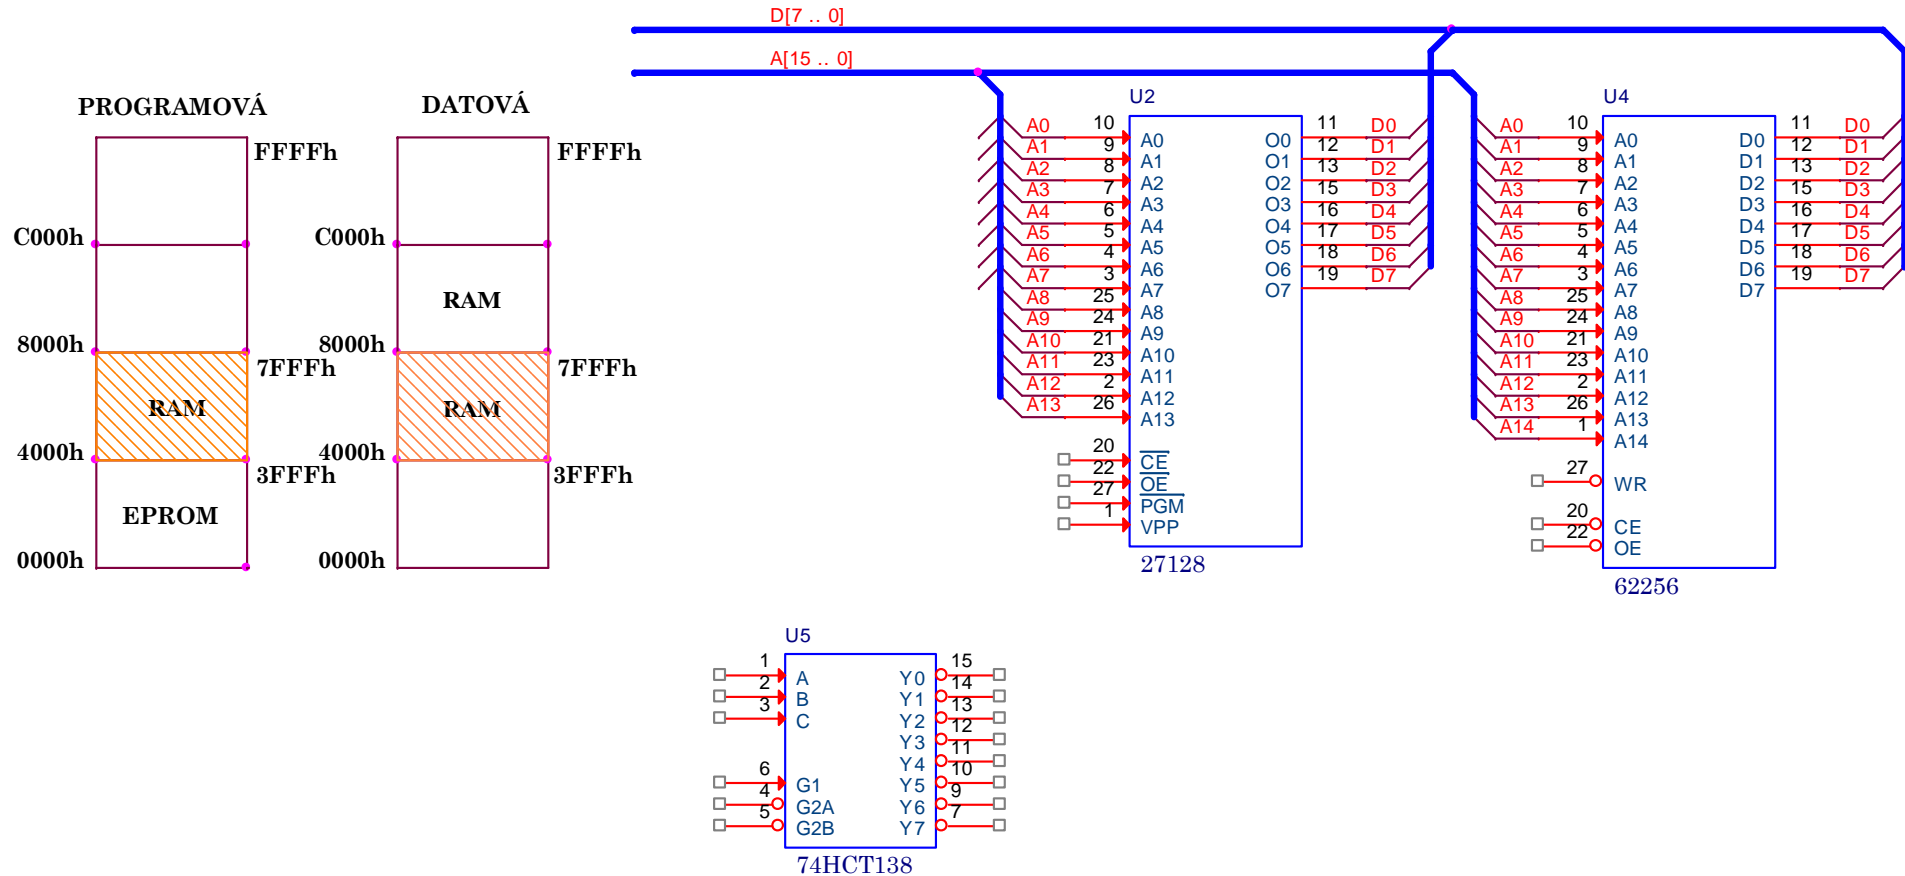 D[7 .. 0]
A[15 .. 0]
PROGRAMOVÁ
FFFFh
C000h
8000h
7FFFh
RAM
4000h
3FFFh
EPROM
0000h
DATOVÁ
FFFFh
C000h
RAM
8000h
7FFFh
RAM
4000h
3FFFh
0000h
U2
A0 10 A0 O0 11 D0
A1 9 A1 O1 12 D1
A2 8 A2 O2 13 D2
A3 7 A3 O3 15 D3
A4 6 A4 O4 16 D4
A5 5 A5 O5 17 D5
A6 4 A6 O6 18 D6
A7 3 A7 O7 19 D7
A8 25 A8
A9 24 A9
A10 21 A10
A11 23 A11
A12 2 A12
A13 26 A13
20 CE
22 OE
27 PGM
1 VPP
27128
U4
A0 10 A0 D0 11 D0
A1 9 A1 D1 12 D1
A2 8 A2 D2 13 D2
A3 7 A3 D3 15 D3
A4 6 A4 D4 16 D4
A5 5 A5 D5 17 D5
A6 4 A6 D6 18 D6
A7 3 A7 D7 19 D7
A8 25 A8
A9 24 A9
A10 21 A10
A11 23 A11
A12 2 A12
A13 26 A13
A14 1 A14
27 WR
20 CE
22 OE
62256
U5
1 A Y0 15
2 B Y1 14
3 C Y2 13
Y3 12
Y4 11
6 G1 Y5 10
4 G2A Y6 9
5 G2B Y7 7
74HCT138